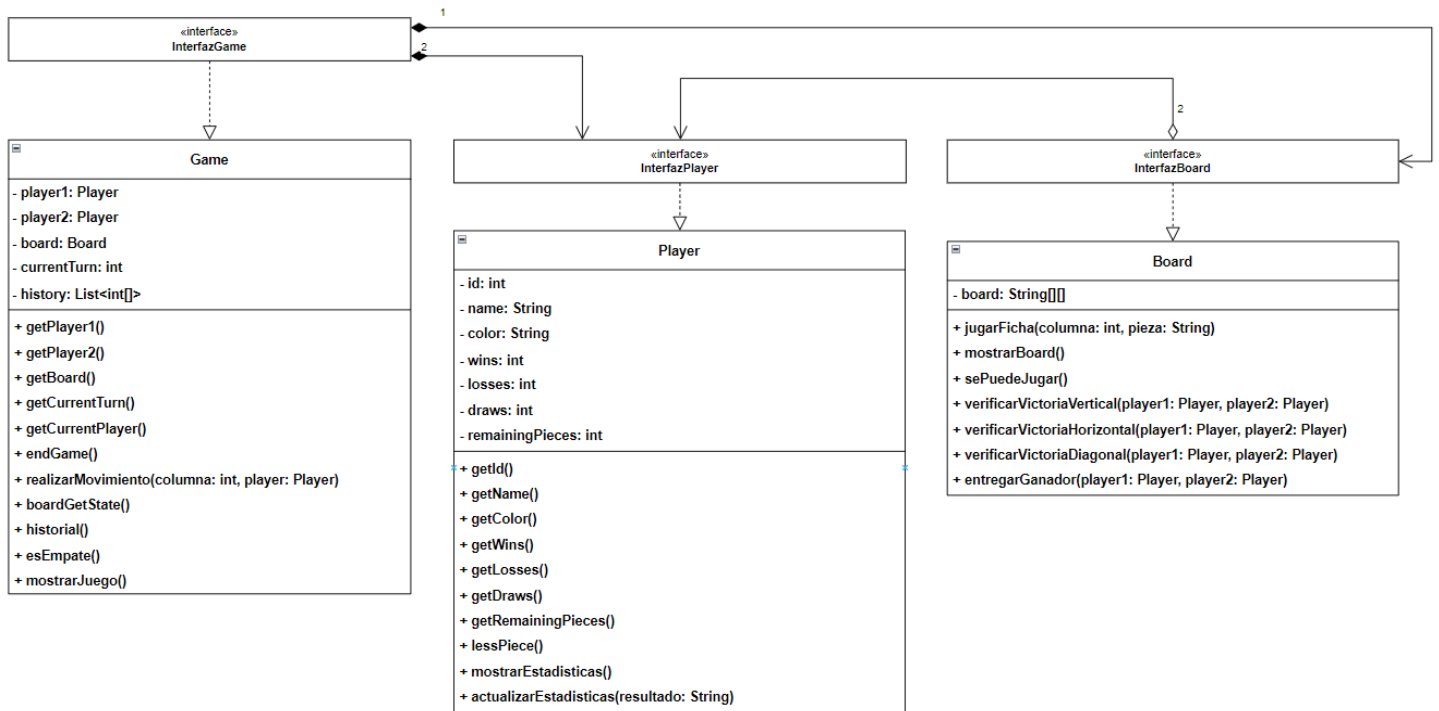 1
«interface»
InterfazGame
2
2
«interface»
InterfazPlayer
«interface»
InterfazBoard
Game
- player1: Player
- player2: Player
- board: Board
- currentTurn: int
- history: List<int[]>
+ getPlayer1()
+ getPlayer2()
+ getBoard()
+ getCurrentTurn()
+ getCurrentPlayer()
+ endGame()
+ realizarMovimiento(columna: int, player: Player)
+ boardGetState()
+ historial()
+ esEmpate()
+ mostrarJuego()
Player
- id: int
- name: String
- color: String
- wins: int
- losses: int
- draws: int
- remainingPieces: int
+ getId()
+ getName()
+ getColor()
+ getWins()
+ getLosses()
+ getDraws()
+ getRemainingPieces()
+ lessPiece()
+ mostrarEstadisticas()
+ actualizarEstadisticas(resultado: String)
Board
- board: String[][]
+ jugarFicha(columna: int, pieza: String)
+ mostrarBoard()
+ sePuedeJugar()
+ verificarVictoriaVertical(player1: Player, player2: Player)
+ verificarVictoriaHorizontal(player1: Player, player2: Player)
+ verificarVictoriaDiagonal(player1: Player, player2: Player)
+ entregarGanador(player1: Player, player2: Player)